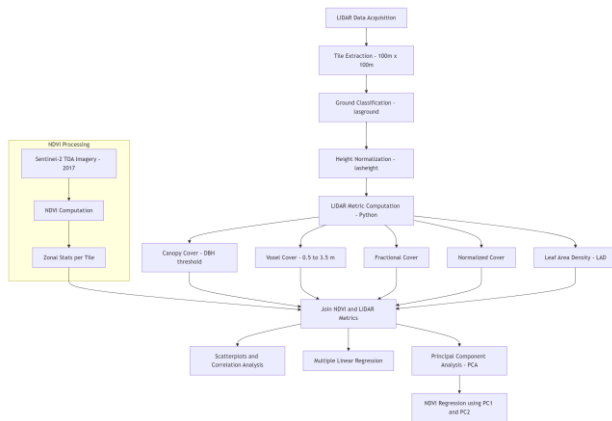 LIDAR Data Acquisition
Tile Extraction - 100m x
100m
Ground Classification -
lasground
Height Normalization -
lasheight
LIDAR Metric Computation
- Python
NDVI Processing
Sentinel-2 TOA Imagery -
2017
NDVI Computation
Zonal Stats per Tile
Canopy Cover - DBH
threshold
Voxel Cover - 0.5 to 3.5 m
Fractional Cover
Normalized Cover
Leaf Area Density - LAD
Join NDVI and LIDAR
Metrics
Scatterplots and
Correlation Analysis
Multiple Linear Regression
Principal Component
Analysis - PCA
NDVI Regression using PC1
and PC2